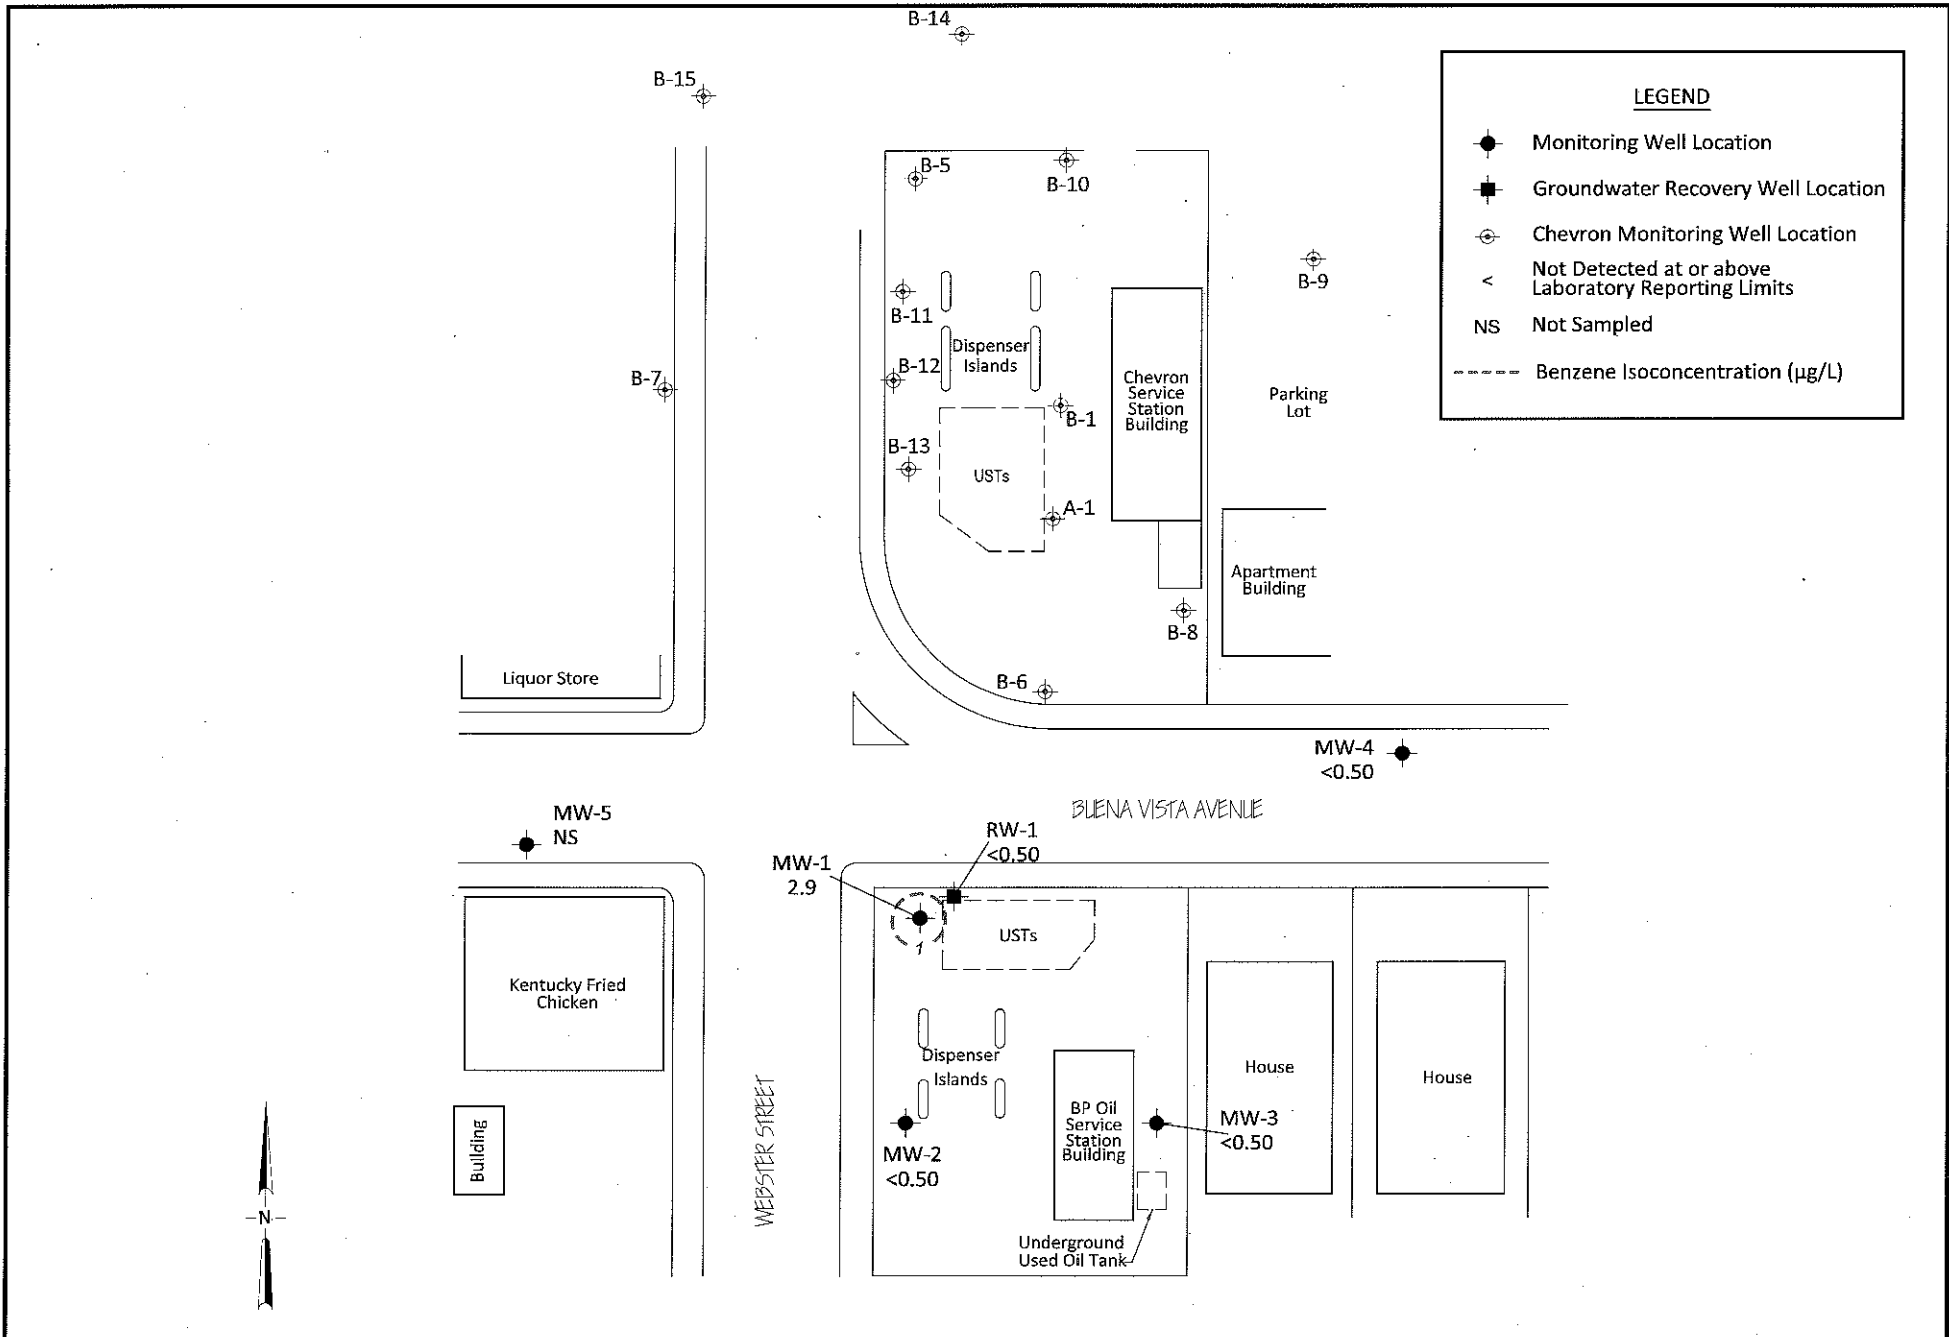 B-14
B-15
LEGEND
Monitoring Well Location
Groundwater Recovery Well Location
Chevron Monitoring Well Location
< Not Detected at or above
Laboratory Reporting Limits
NS Not Sampled
Benzene Isoconcentration (µg/L)
B-5
B-10
B-9
B-11
Dispenser
Islands
B-12
B-7
Chevron
Service
Station
Building
Parking
Lot
B-1
B-13
USTs
A-1
Apartment
Building
B-8
Liquor Store
B-6
MW-4
<0.50
BUENA VISTA AVENUE
MW-5
NS
RW-1
<0.50
MW-1
2.9
1
USTs
Kentucky Fried
Chicken
Dispenser
Islands
House
House
BP Oil
Service
Station
Building
MW-3
<0.50
MW-2
<0.50
Building
WEBSTER STREET
N
Underground
Used Oil Tank